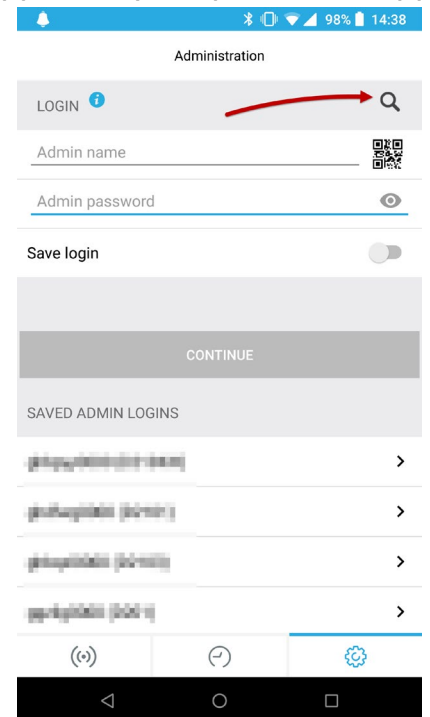 98% 14:38
Administration
LOGIN
Admin name
Admin password
Save login
CONTINUE
SAVED ADMIN LOGINS